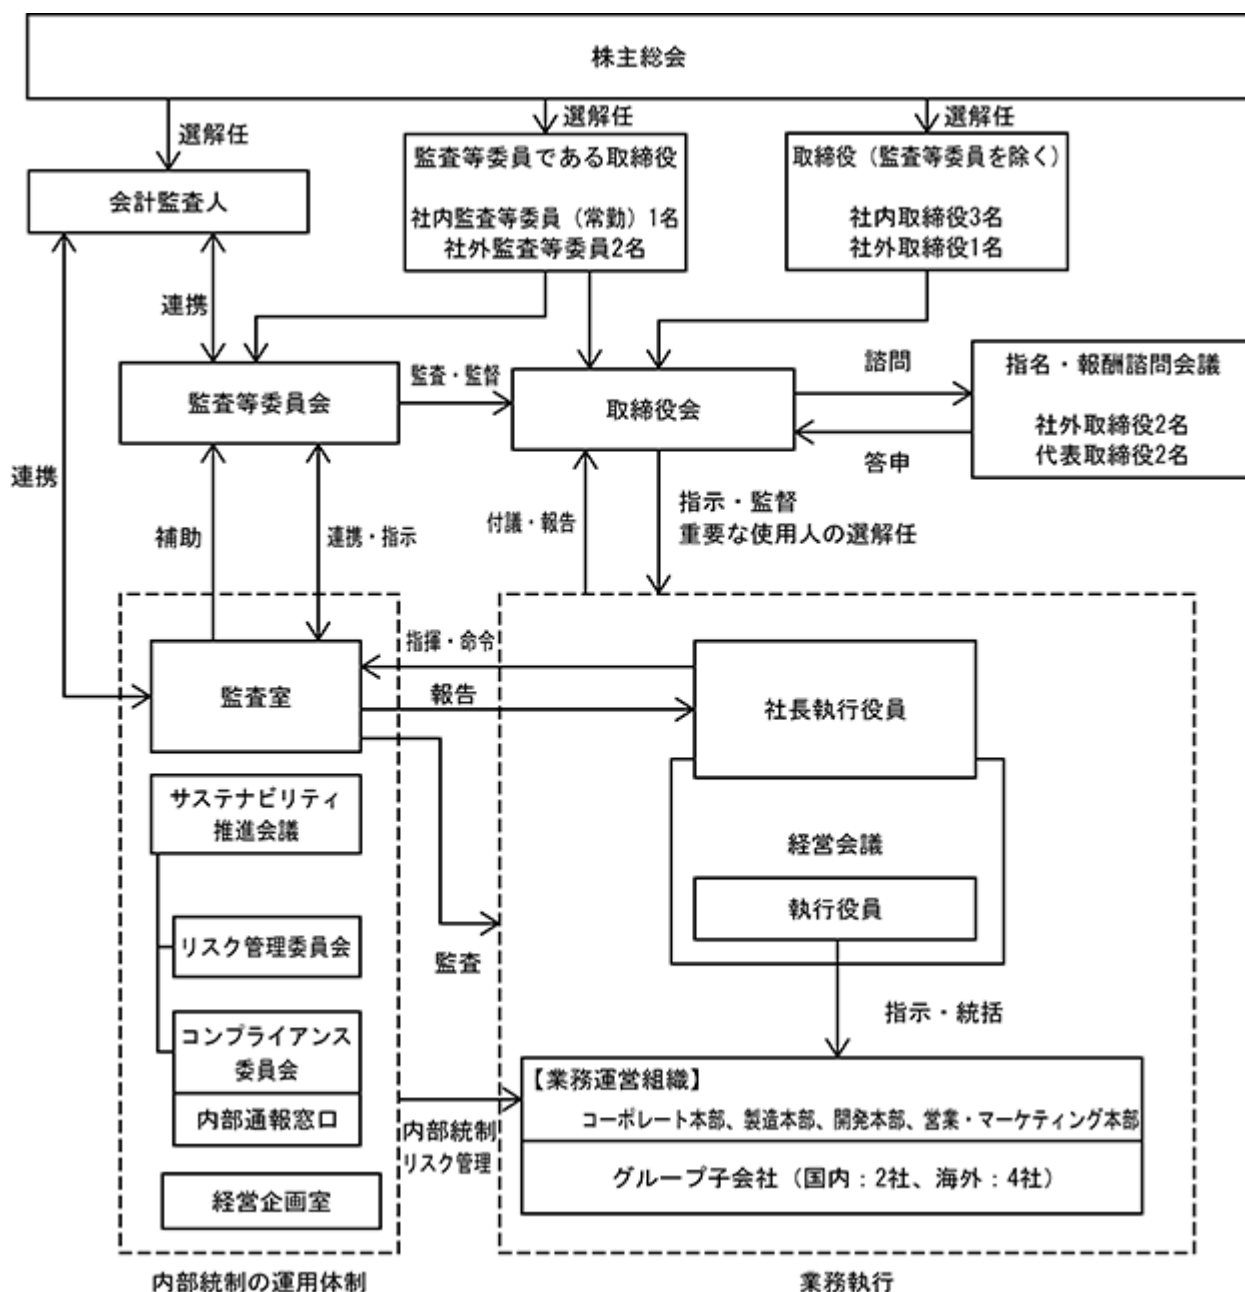 株主総会
選解任
選解任
選解任
会計監査人
監査等委員である取締役
社内監査等委員（常勤）1名
社外監査等委員2名
取締役（監査等委員を除く）
社内取締役3名
社外取締役1名
連携
連携
監査等委員会
監査・監督
取締役会
諮問
答申
指名・報酬諮問会議
社外取締役2名
代表取締役2名
補助
連携・指示
付議・報告
指示・監督
重要な使用人の選解任
監査室
指揮・命令
報告
監査
社長執行役員
経営会議
執行役員
サステナビリティ
推進会議
リスク管理委員会
コンプライアンス
委員会
内部通報窓口
経営企画室
内部統制
リスク管理
指示・統括
【業務運営組織】
コーポレート本部、製造本部、開発本部、営業・マーケティング本部
グループ子会社（国内：2社、海外：4社）
内部統制の運用体制
業務執行